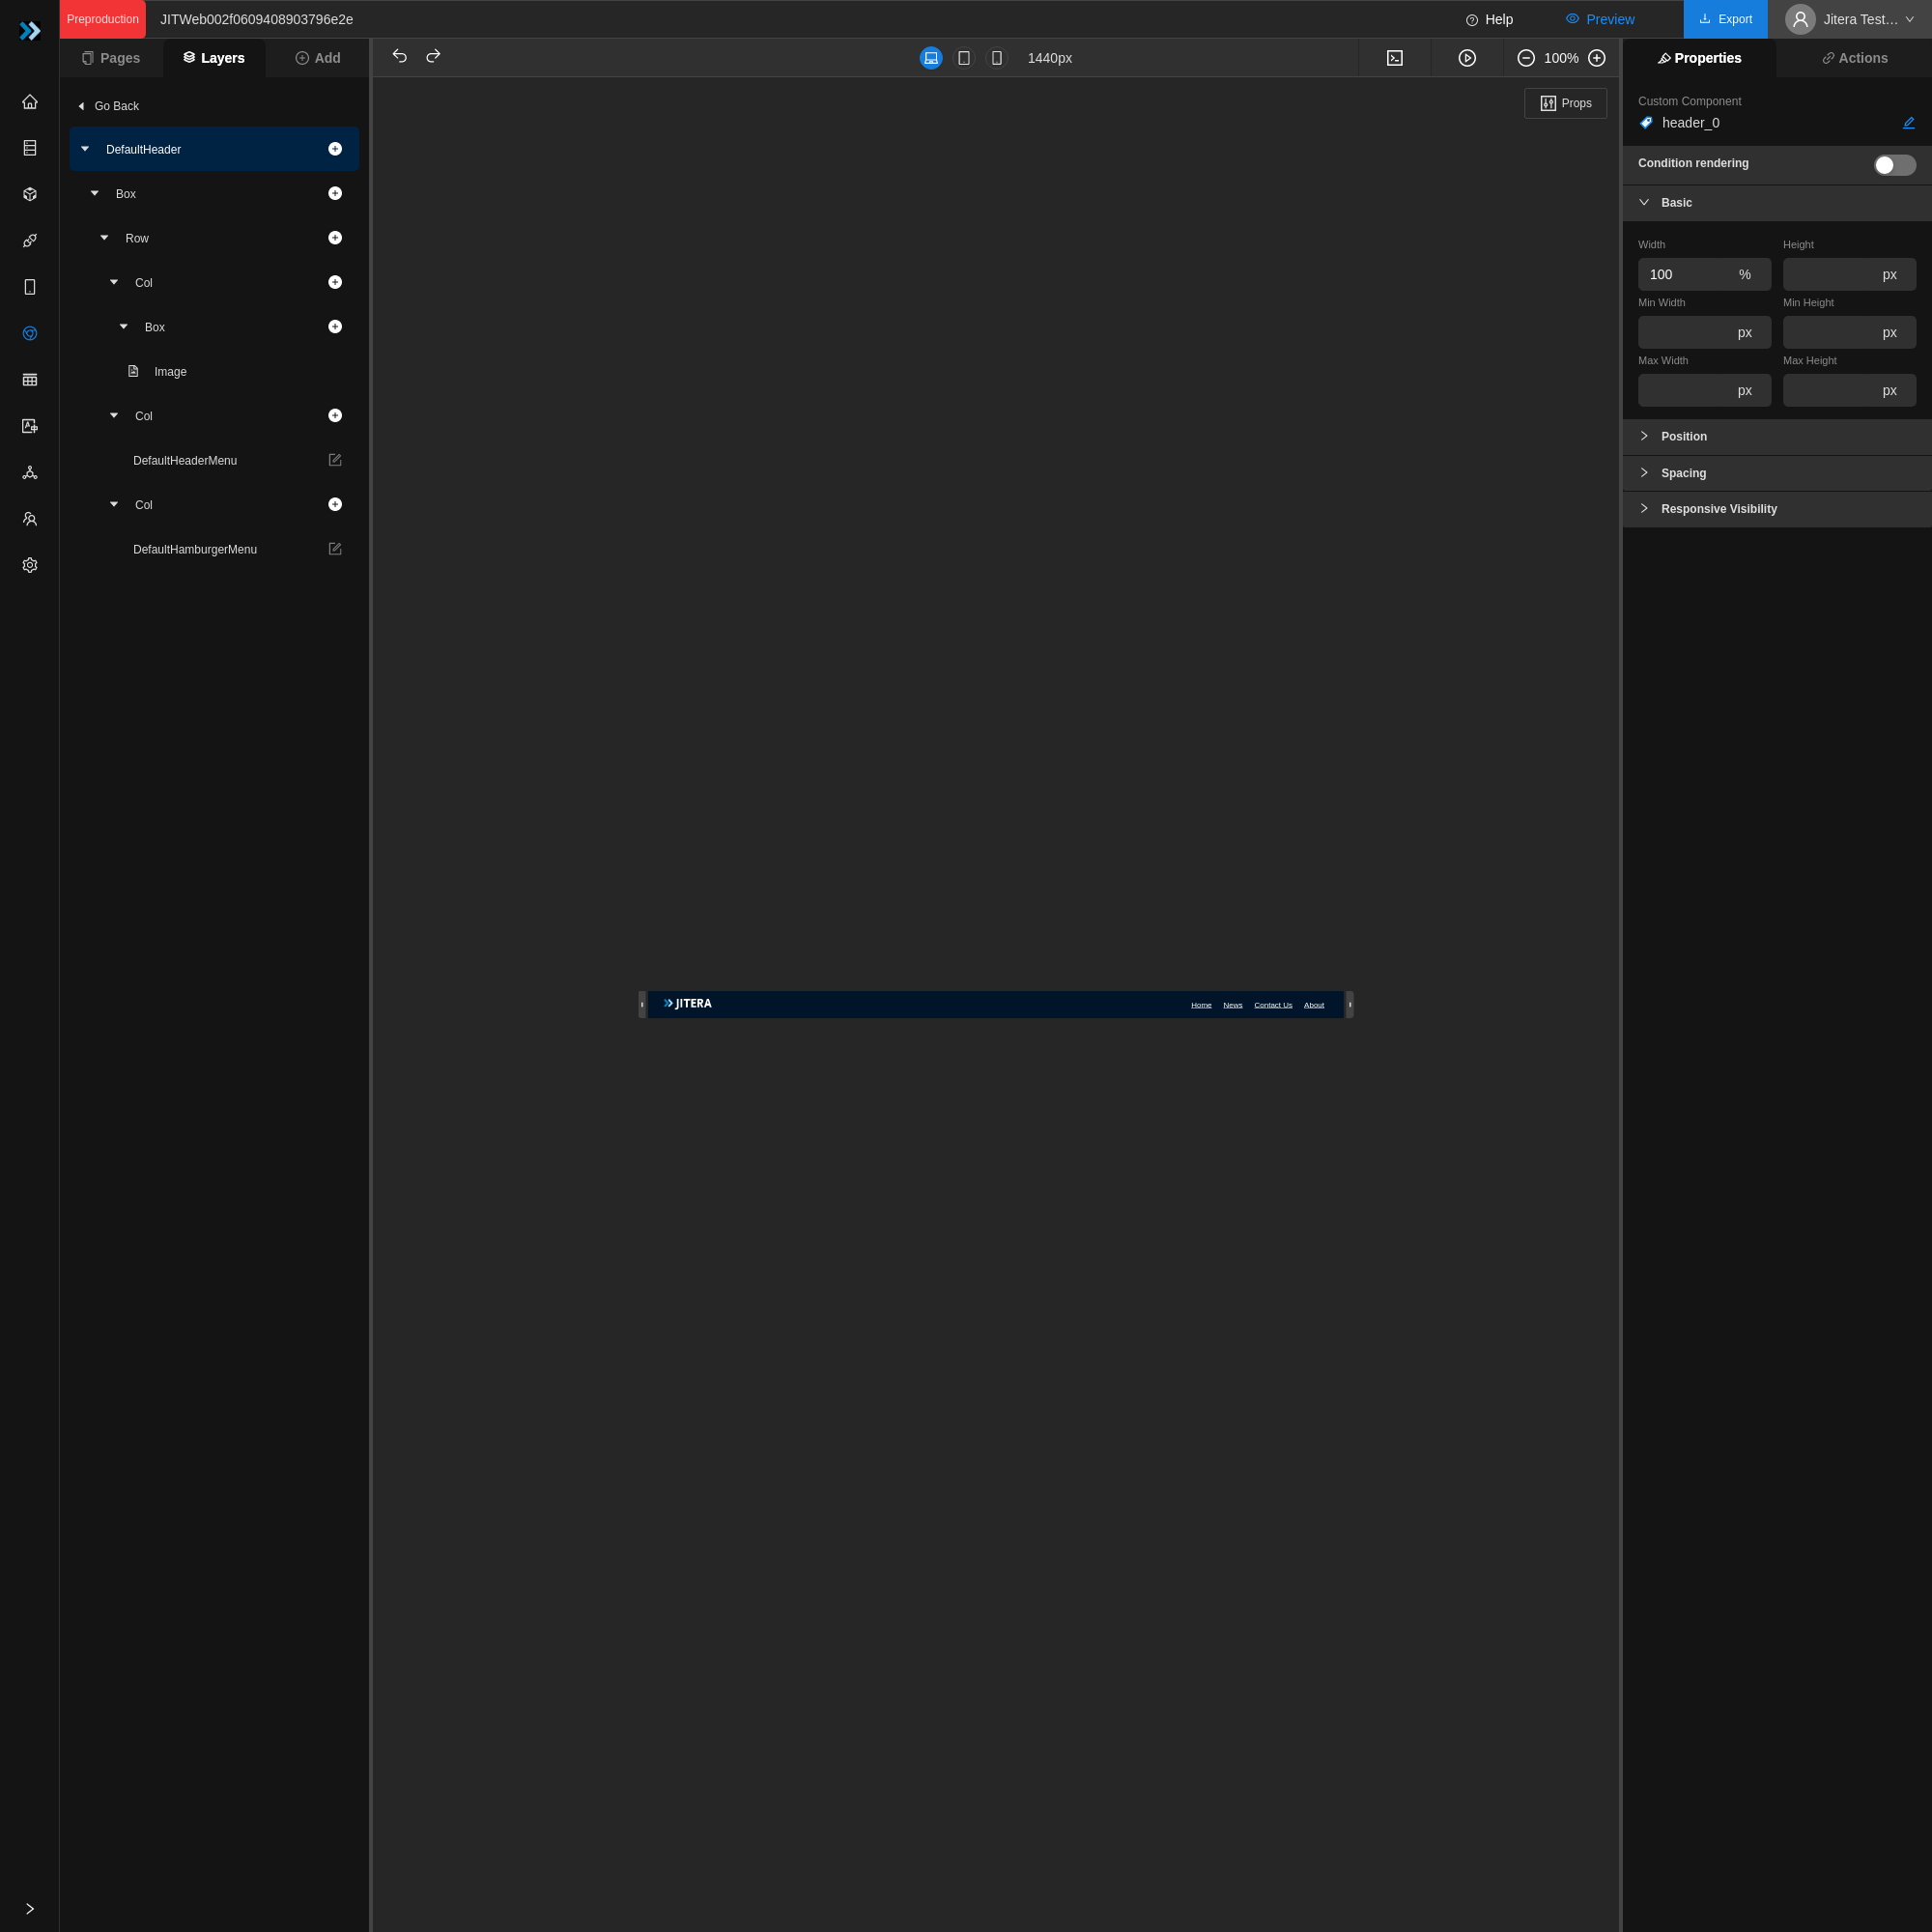 Preproduction
JITWeb002f0609408903796e2e
Help
Preview
Export
Jitera Test…
Pages
Layers
Add
1440px
100%
Properties
Actions
Go Back
DefaultHeader
Box
Row
Col
Box
Image
Col
DefaultHeaderMenu
Col
DefaultHamburgerMenu
Props
JITERA
Home
News
Contact Us
About
Custom Component
header_0
Condition rendering
Basic
Width
Height
100 %
px
Min Width
Min Height
px
px
Max Width
Max Height
px
px
Position
Spacing
Responsive Visibility